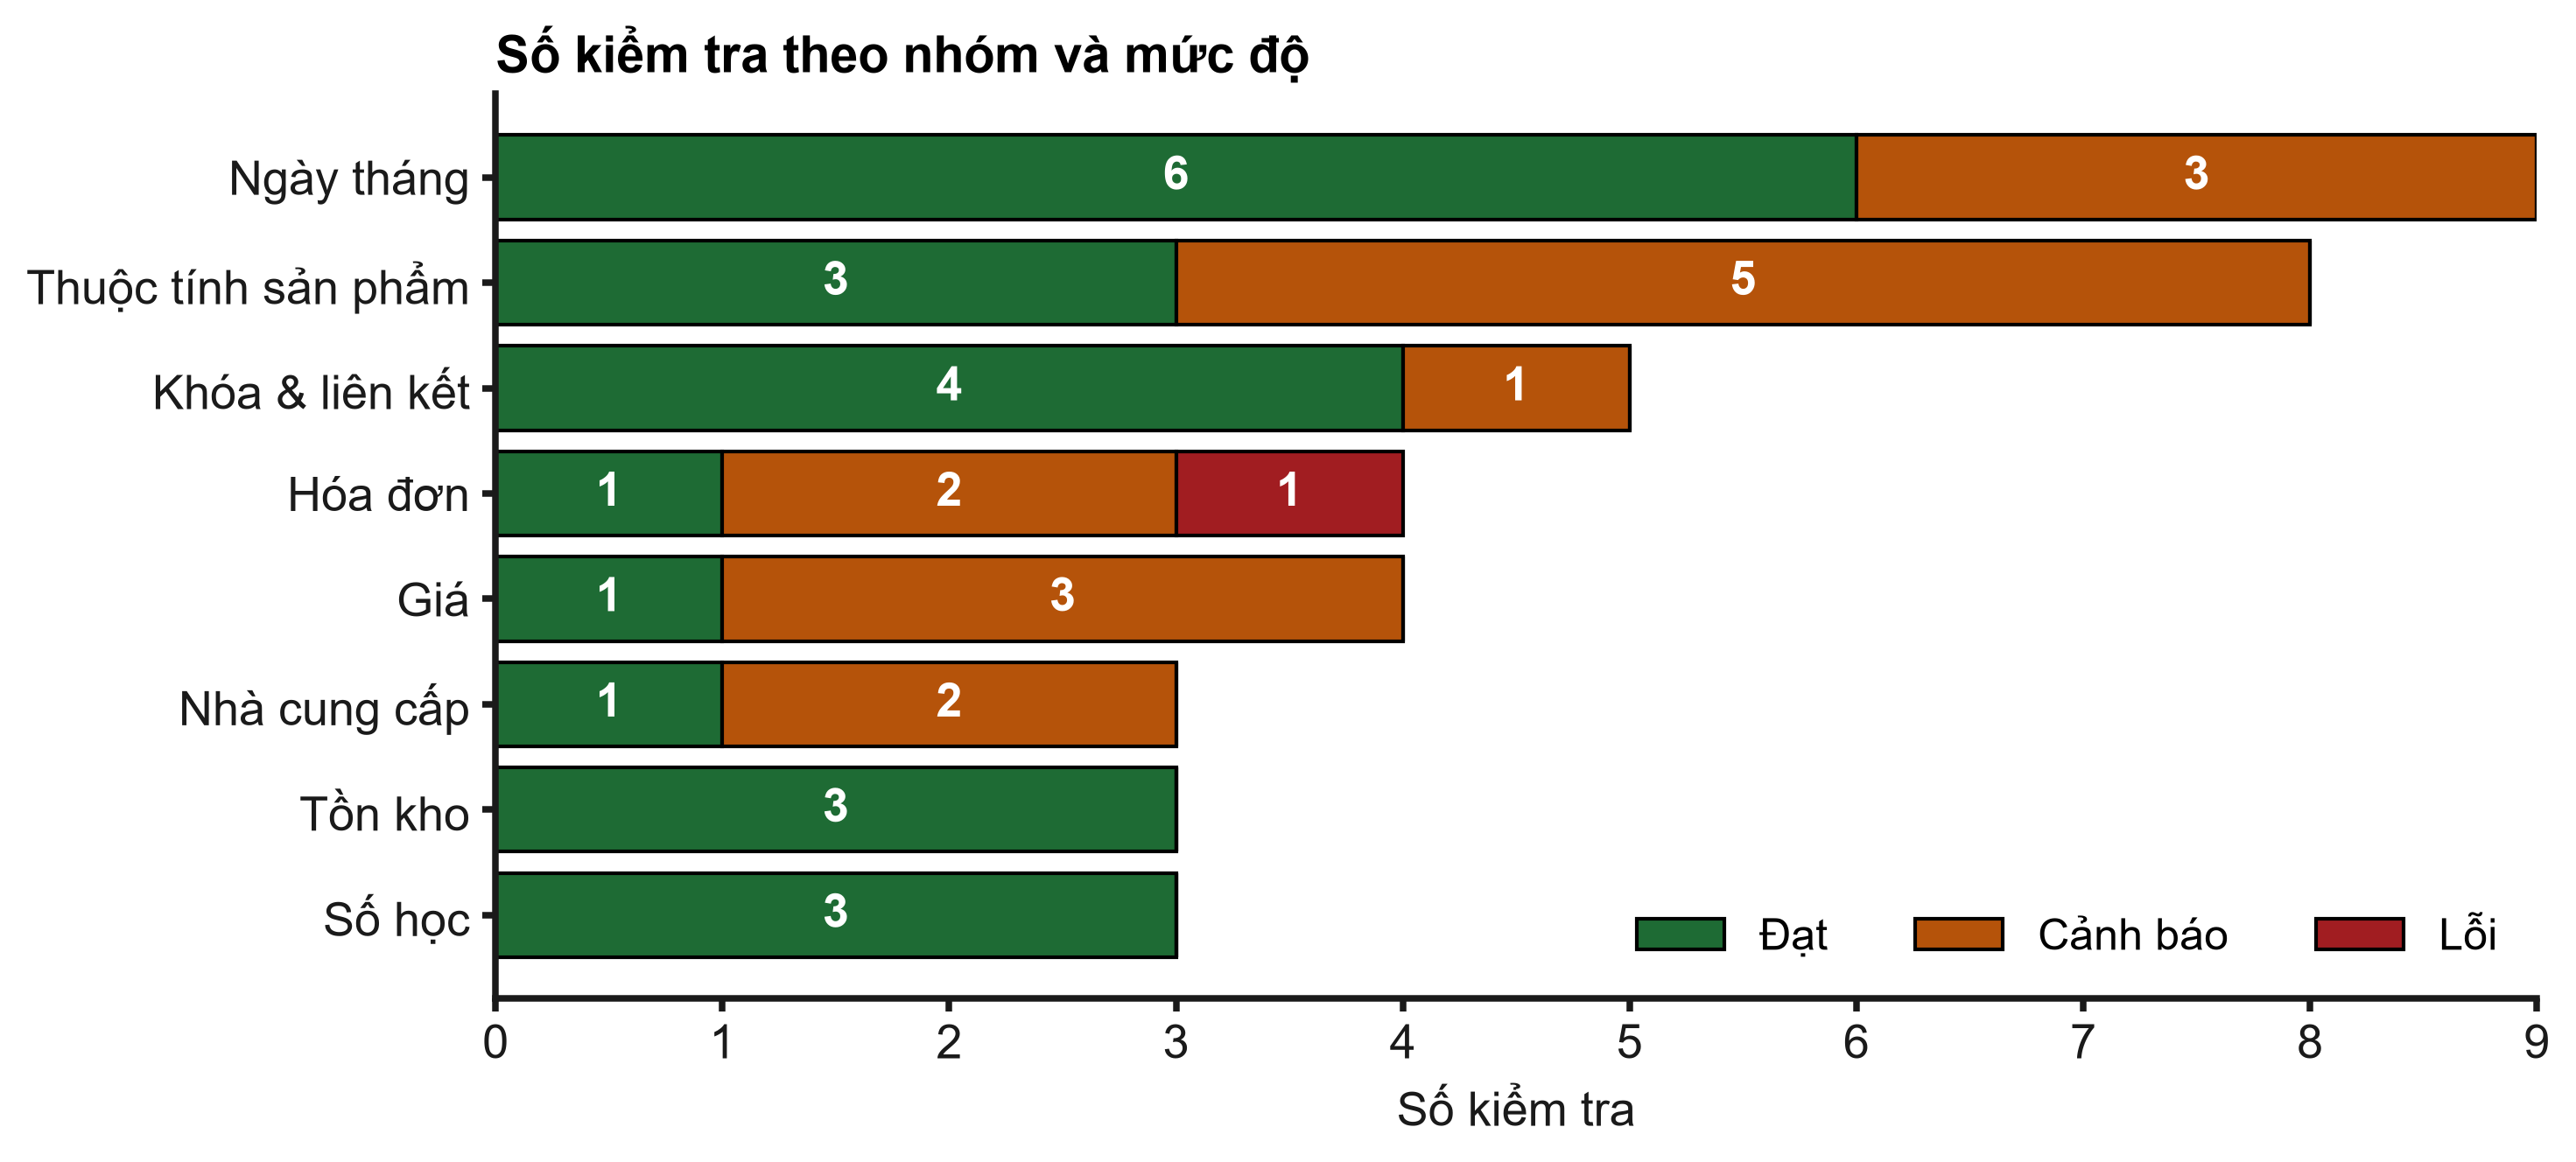 Số kiểm tra theo nhóm và mức độ
Ngày tháng 6 3
Thuộc tính sản phẩm 3 5
Khóa & liên kết 4 1
Hóa đơn 1 2 1
Giá 1 3
Nhà cung cấp 1 2
Tồn kho 3
Số học 3
Đạt Cảnh báo Lỗi
0 1 2 3 4 5 6 7 8 9
Số kiểm tra